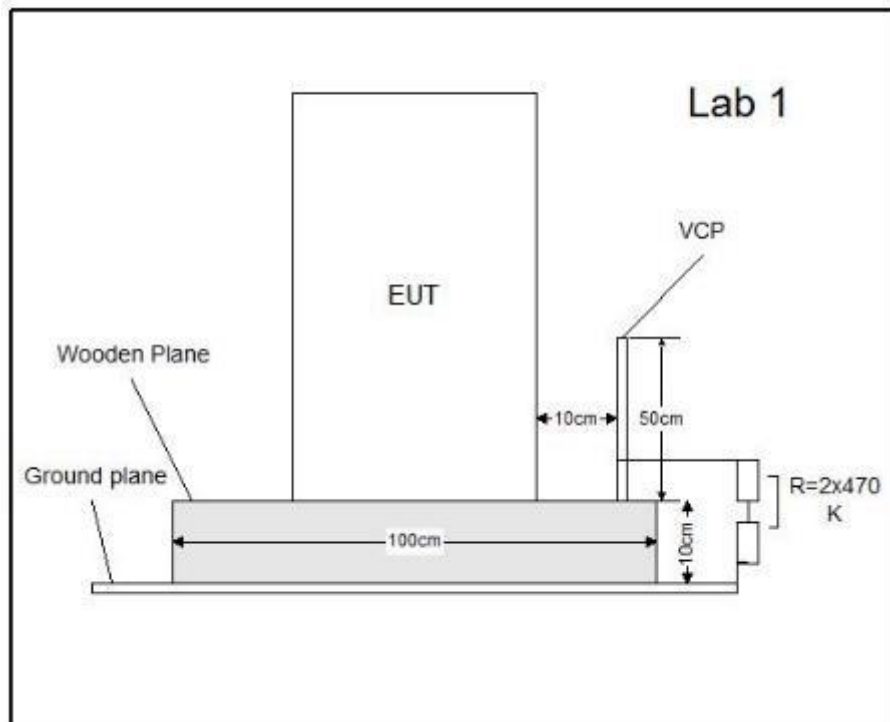 Lab 1
VCP
EUT
Wooden Plane
10cm
50cm
Ground plane
R=2x470
K
100cm
10cm